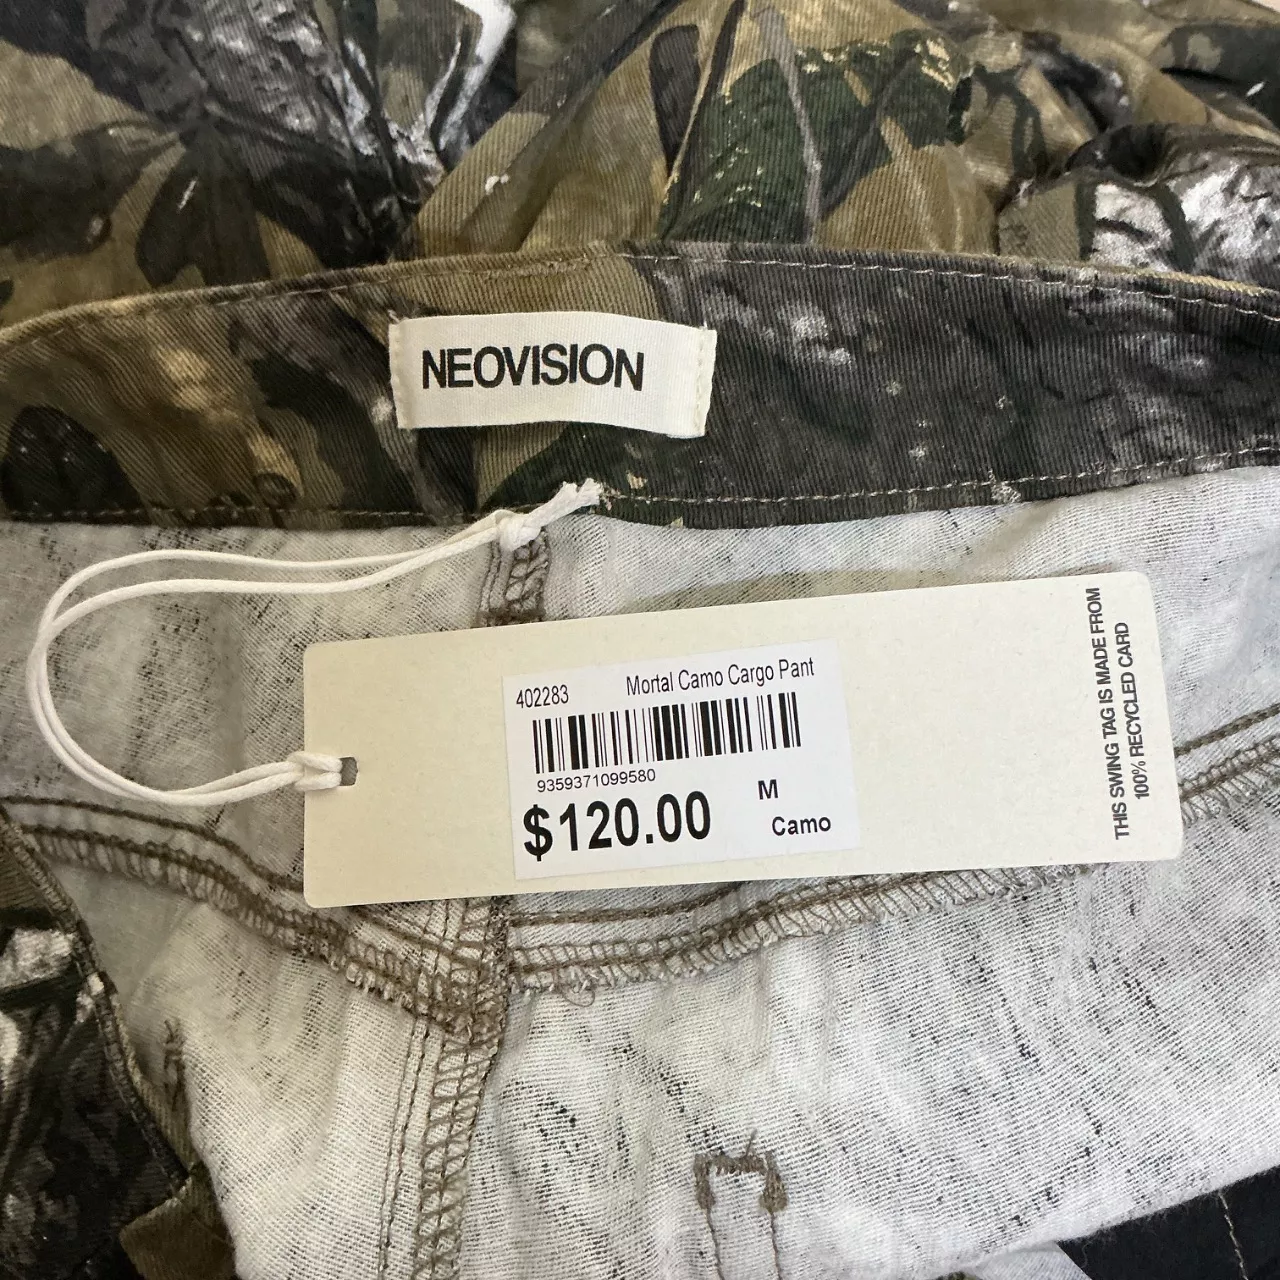 NEOVISION
402283 Mortal Camo Cargo Pant
9359371099580
$120.00 M
Camo
THIS SWING TAG IS MADE FROM
100% RECYCLED CARD